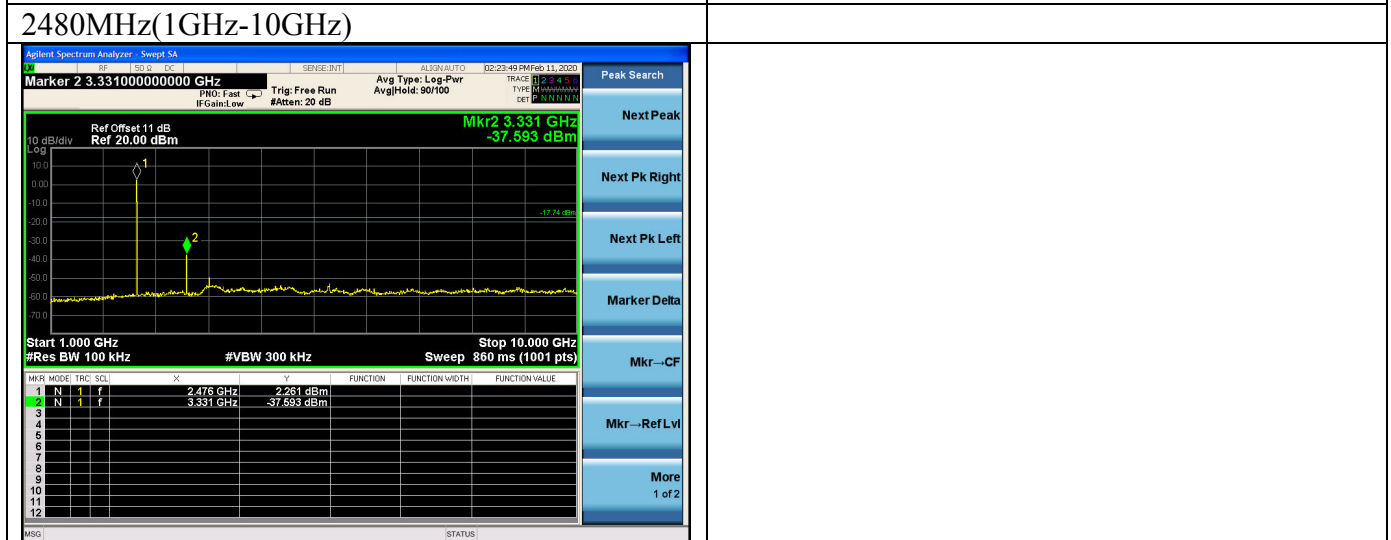 2480MHz(1GHz-10GHz)
Agilent Spectrum Analyzer - Swept SA
RF 50 Ω DC SENSE:INT ALIGN AUTO 02:23:49 PM Feb 11, 2020
Marker 2 3.331000000000 GHz
PNO: Fast
IFGain:Low
Trig: Free Run
#Atten: 20 dB
Avg Type: Log-Pwr
Avg|Hold: 90/100
TRACE 1 2 3 4 5 6
TYPE M
DET P N N N N N
Peak Search
Next Peak
Next Pk Right
Next Pk Left
Marker Delta
Mkr→CF
Mkr→Ref Lvl
More
1 of 2
Ref Offset 11 dB
10 dB/div Ref 20.00 dBm
Log
Mkr2 3.331 GHz
-37.593 dBm
10.0
0.00
-10.0
-20.0
-30.0
-40.0
-50.0
-60.0
-70.0
1
2
-17.74 dBm
Start 1.000 GHz Stop 10.000 GHz
#Res BW 100 kHz #VBW 300 kHz Sweep 860 ms (1001 pts)
MKR MODE TRC SCL X Y FUNCTION FUNCTION WIDTH FUNCTION VALUE
1 N 1 f 2.476 GHz 2.261 dBm
2 N 1 f 3.331 GHz -37.593 dBm
3
4
5
6
7
8
9
10
11
12
MSG STATUS